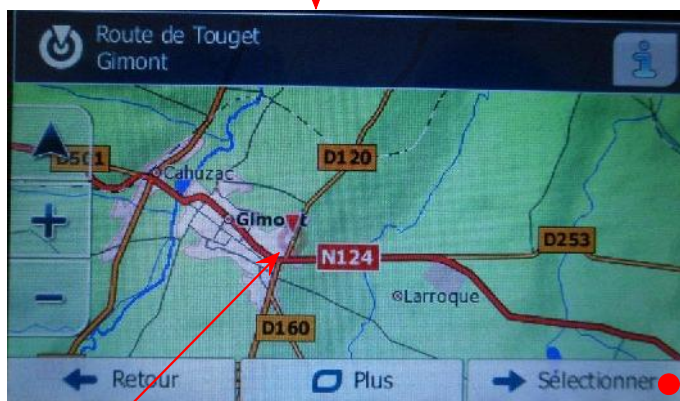 Route de Touget
Gimont
D501
Cahuzac
D120
Gimont
N124
D253
Larroque
D160
Retour
Plus
Sélectionner